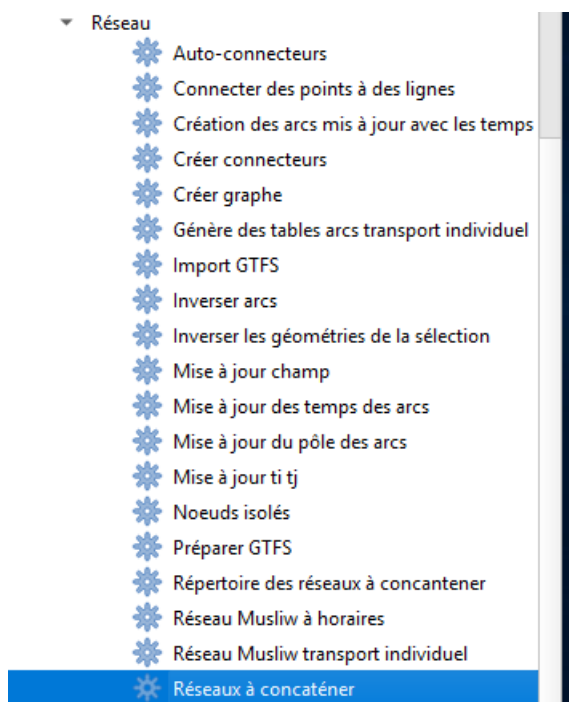 Réseau
Auto-connecteurs
Connecter des points à des lignes
Création des arcs mis à jour avec les temps
Créer connecteurs
Créer graphe
Génère des tables arcs transport individuel
Import GTFS
Inverser arcs
Inverser les géométries de la sélection
Mise à jour champ
Mise à jour des temps des arcs
Mise à jour du pôle des arcs
Mise à jour ti tj
Noeuds isolés
Préparer GTFS
Répertoire des réseaux à concantener
Réseau Musliw à horaires
Réseau Musliw transport individuel
Réseaux à concaténer